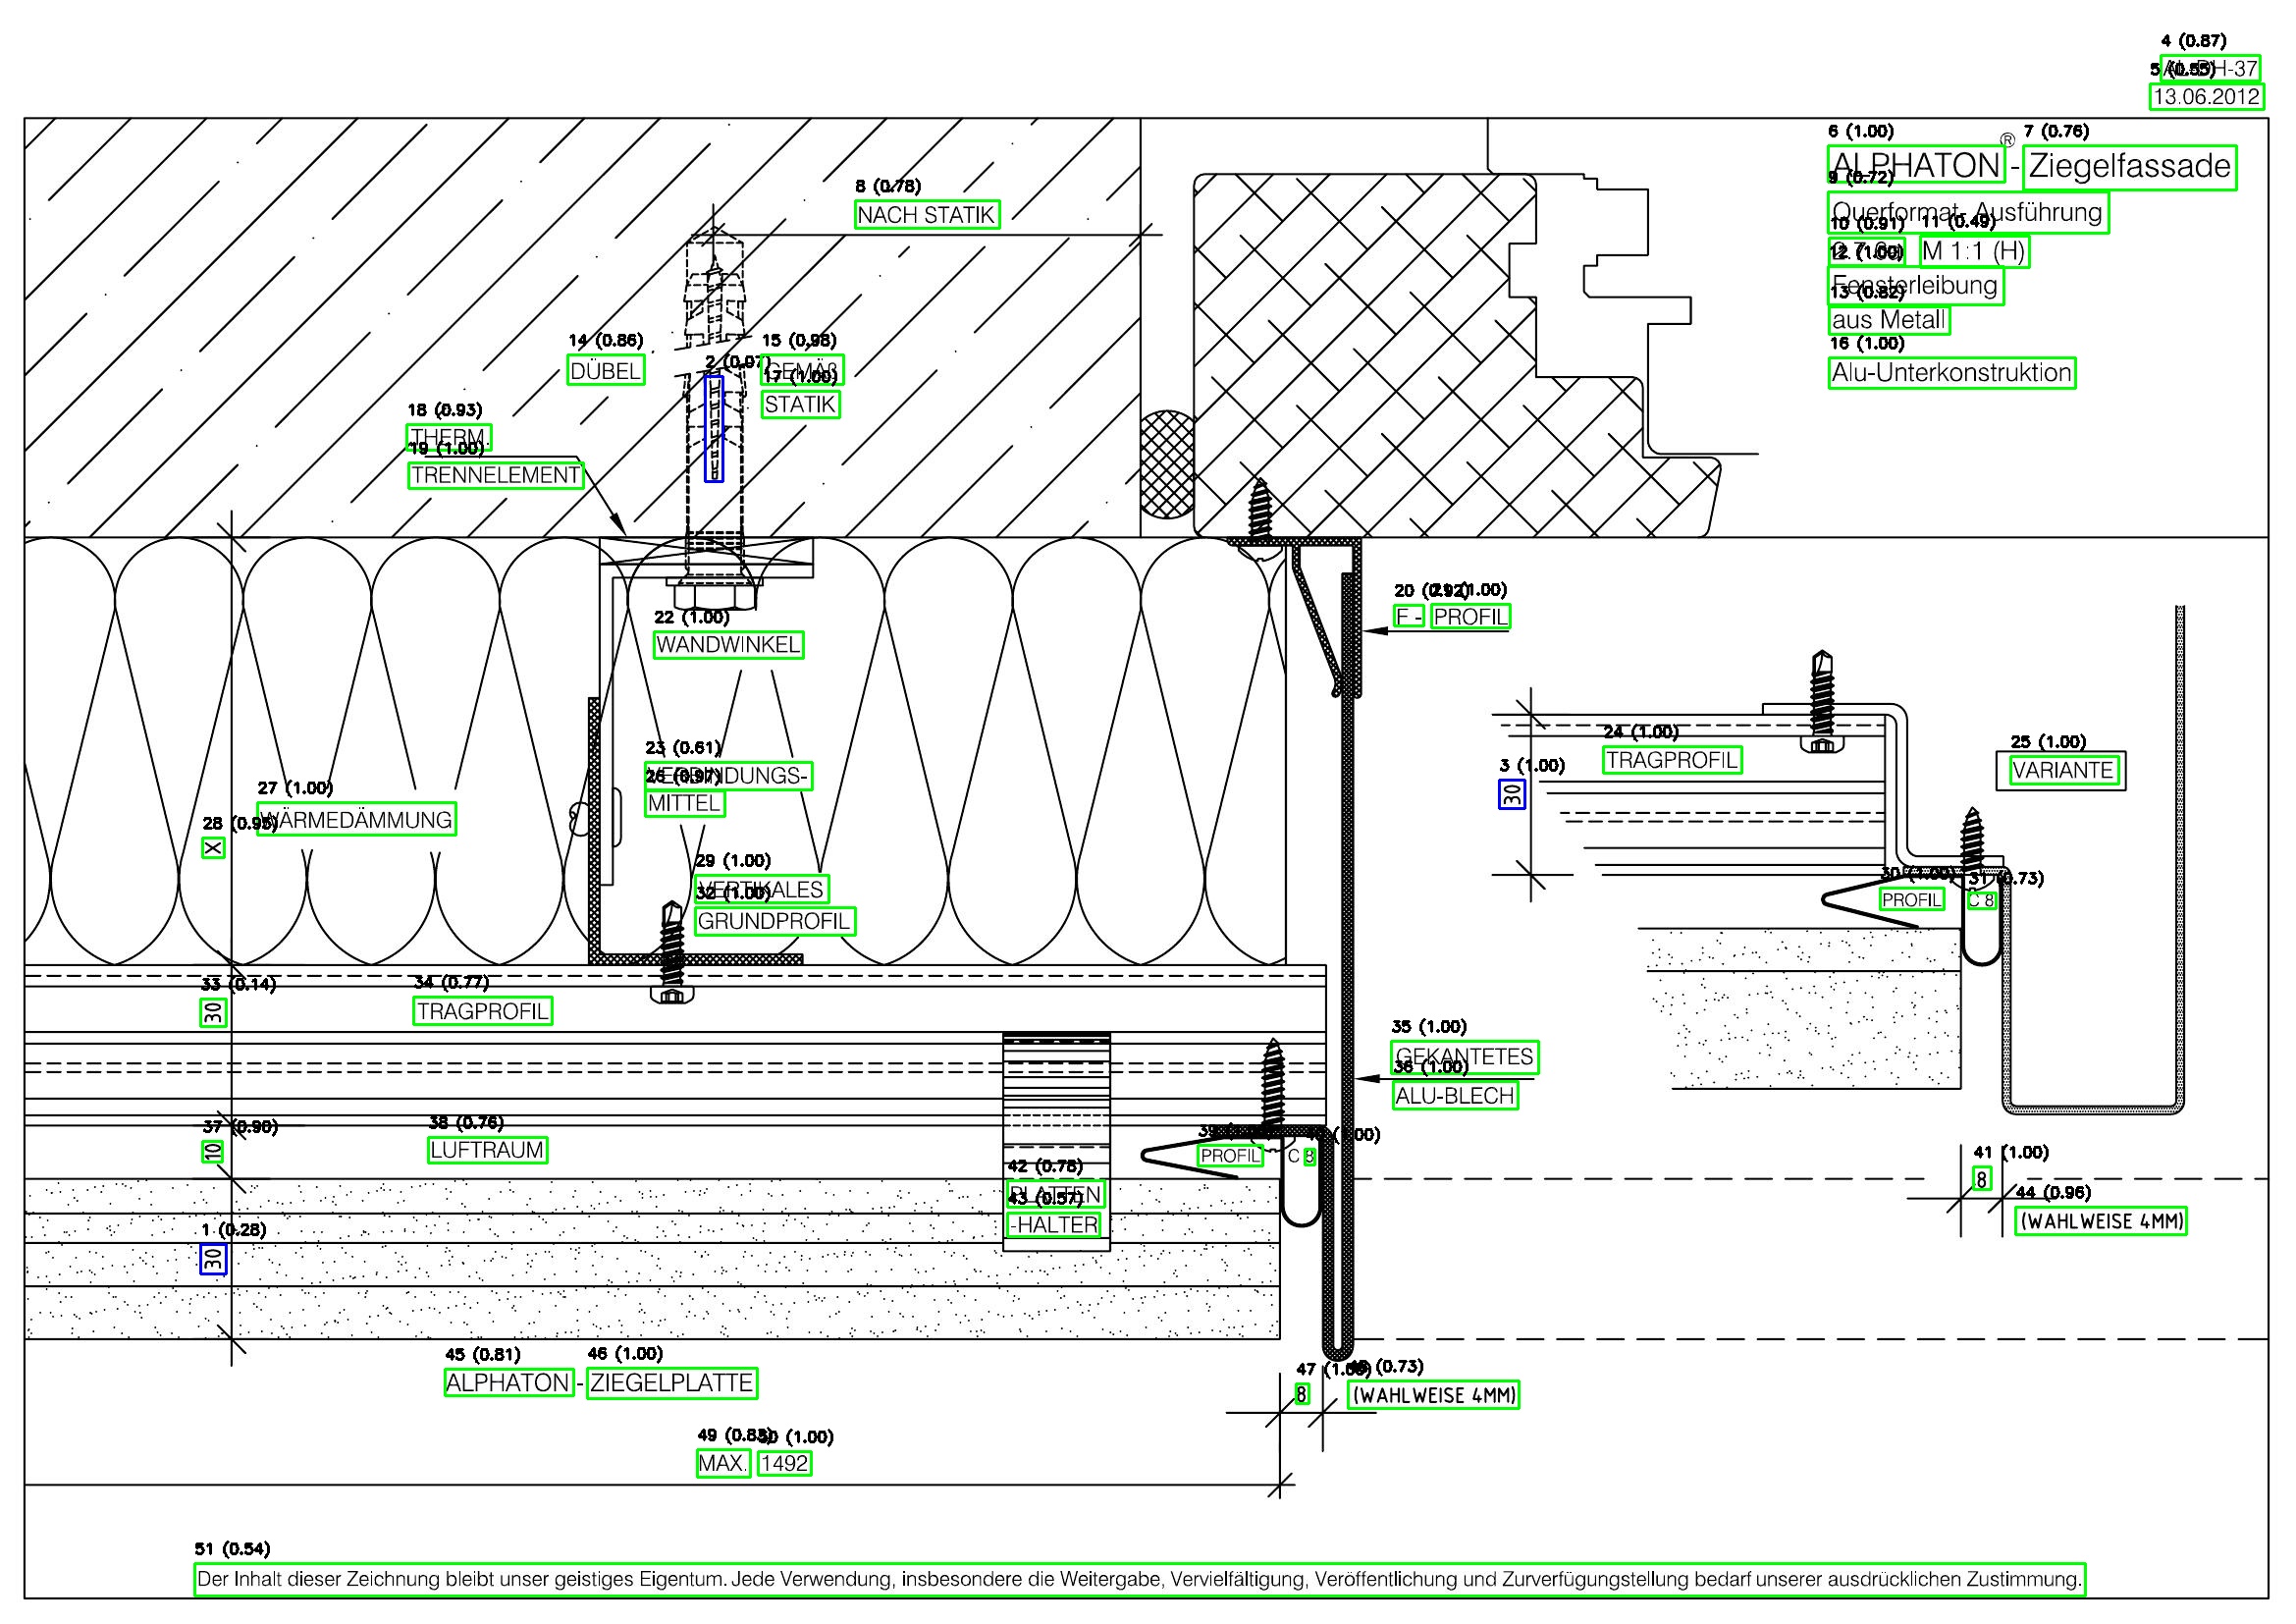 4 (0.87)
5 (0.55)
13.06.2012
6 (1.00)
7 (0.76)
ALPHATON® - Ziegelfassade
9 (0.72)
Querformat- Ausführung
10 (0.91)
11 (0.49)
M 1:1 (H)
12 (1.00)
Fensterleibung
13 (0.82)
aus Metall
16 (1.00)
Alu-Unterkonstruktion
8 (0.78)
NACH STATIK
14 (0.86)
DÜBEL
2 (0.07)
15 (0.98)
GEMÄß
17 (1.00)
STATIK
18 (0.93)
THERM.
19 (1.00)
TRENNELEMENT
20 (0.92)
21 (1.00)
F - PROFIL
22 (1.00)
WANDWINKEL
23 (0.61)
VERBINDUNGS-
26 (0.97)
MITTEL
24 (1.00)
TRAGPROFIL
25 (1.00)
VARIANTE
3 (1.00)
30
27 (1.00)
WÄRMEDÄMMUNG
28 (0.95)
X
29 (1.00)
VERTIKALES
32 (1.00)
GRUNDPROFIL
30 (1.00)
31 (0.73)
PROFIL C 8
33 (0.14)
30
34 (0.77)
TRAGPROFIL
35 (1.00)
GEKANTETES
36 (1.00)
ALU-BLECH
37 (0.90)
10
38 (0.76)
LUFTRAUM
PROFIL C 8
41 (1.00)
8
42 (0.78)
PLATTEN
43 (0.57)
-HALTER
44 (0.96)
(WAHLWEISE 4MM)
1 (0.28)
30
45 (0.81)
46 (1.00)
ALPHATON - ZIEGELPLATTE
47 (1.00)
8
(0.73)
(WAHLWEISE 4MM)
49 (0.83)
50 (1.00)
MAX. 1492
51 (0.54)
Der Inhalt dieser Zeichnung bleibt unser geistiges Eigentum. Jede Verwendung, insbesondere die Weitergabe, Vervielfältigung, Veröffentlichung und Zurverfügungstellung bedarf unserer ausdrücklichen Zustimmung.